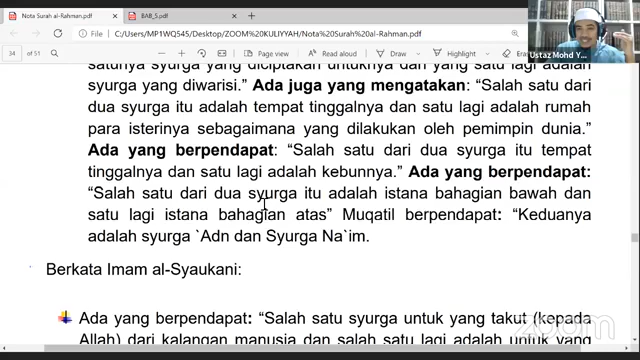 Nota Surah al-Rahman.pdf
BAB_5.pdf
File
C:/Users/MP1WQ545/Desktop/ZOOM%20KULIYYAH/Nota%20Surah%20al-Rahman.pdf
34 of 51
Page view
Read aloud
Draw
Highlight
Erase
Ustaz Mohd Y...
satunya syurga yang diciptakan untuknya dan yang satu lagi adalah
syurga yang diwarisi.” Ada juga yang mengatakan: “Salah satu dari
dua syurga itu adalah tempat tinggalnya dan satu lagi adalah rumah
para isterinya sebagaimana yang dilakukan oleh pemimpin dunia.”
Ada yang berpendapat: “Salah satu dari dua syurga itu tempat
tinggalnya dan satu lagi adalah kebunnya.” Ada yang berpendapat:
“Salah satu dari dua syurga itu adalah istana bahagian bawah dan
satu lagi istana bahagian atas” Muqatil berpendapat: “Keduanya
adalah syurga `Adn dan Syurga Na`im.
Berkata Imam al-Syaukani:
Ada yang berpendapat: “Salah satu syurga untuk yang takut (kepada
Allah) dari kalangan manusia dan salah satu lagi adalah untuk yang
zoom